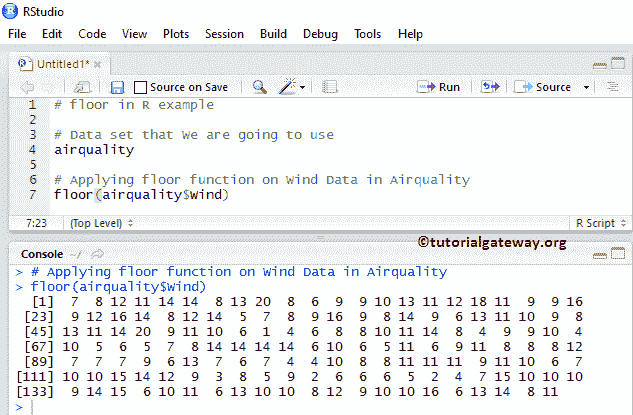 RStudio
File Edit Code View Plots Session Build Debug Tools Help
Untitled1*
Source on Save Run Source
1 # floor in R example
2
3 # Data set that We are going to use
4 airquality
5
6 # Applying floor function on Wind Data in Airquality
7 floor(airquality$Wind)
7:23 (Top Level) R Script
©tutorialgateway.org
Console ~/
> # Applying floor function on Wind Data in Airquality
> floor(airquality$Wind)
[1] 7 8 12 11 14 14 8 13 20 8 6 9 9 10 13 11 12 18 11 9 9 16
[23] 9 12 16 14 8 12 14 5 7 8 9 16 9 8 14 9 6 13 11 10 9 8
[45] 13 11 14 20 9 11 10 6 1 4 6 8 8 10 11 14 8 4 9 9 10 4
[67] 10 5 6 5 7 8 14 14 14 14 6 10 6 5 11 6 9 11 8 8 8 12
[89] 7 7 7 9 6 13 7 6 7 4 4 10 8 8 11 11 11 9 11 10 6 7
[111] 10 10 15 14 12 9 3 8 5 9 2 6 6 6 5 2 4 7 15 10 10 10
[133] 9 14 15 6 10 11 6 13 10 10 8 12 9 10 10 16 6 13 14 8 11
>